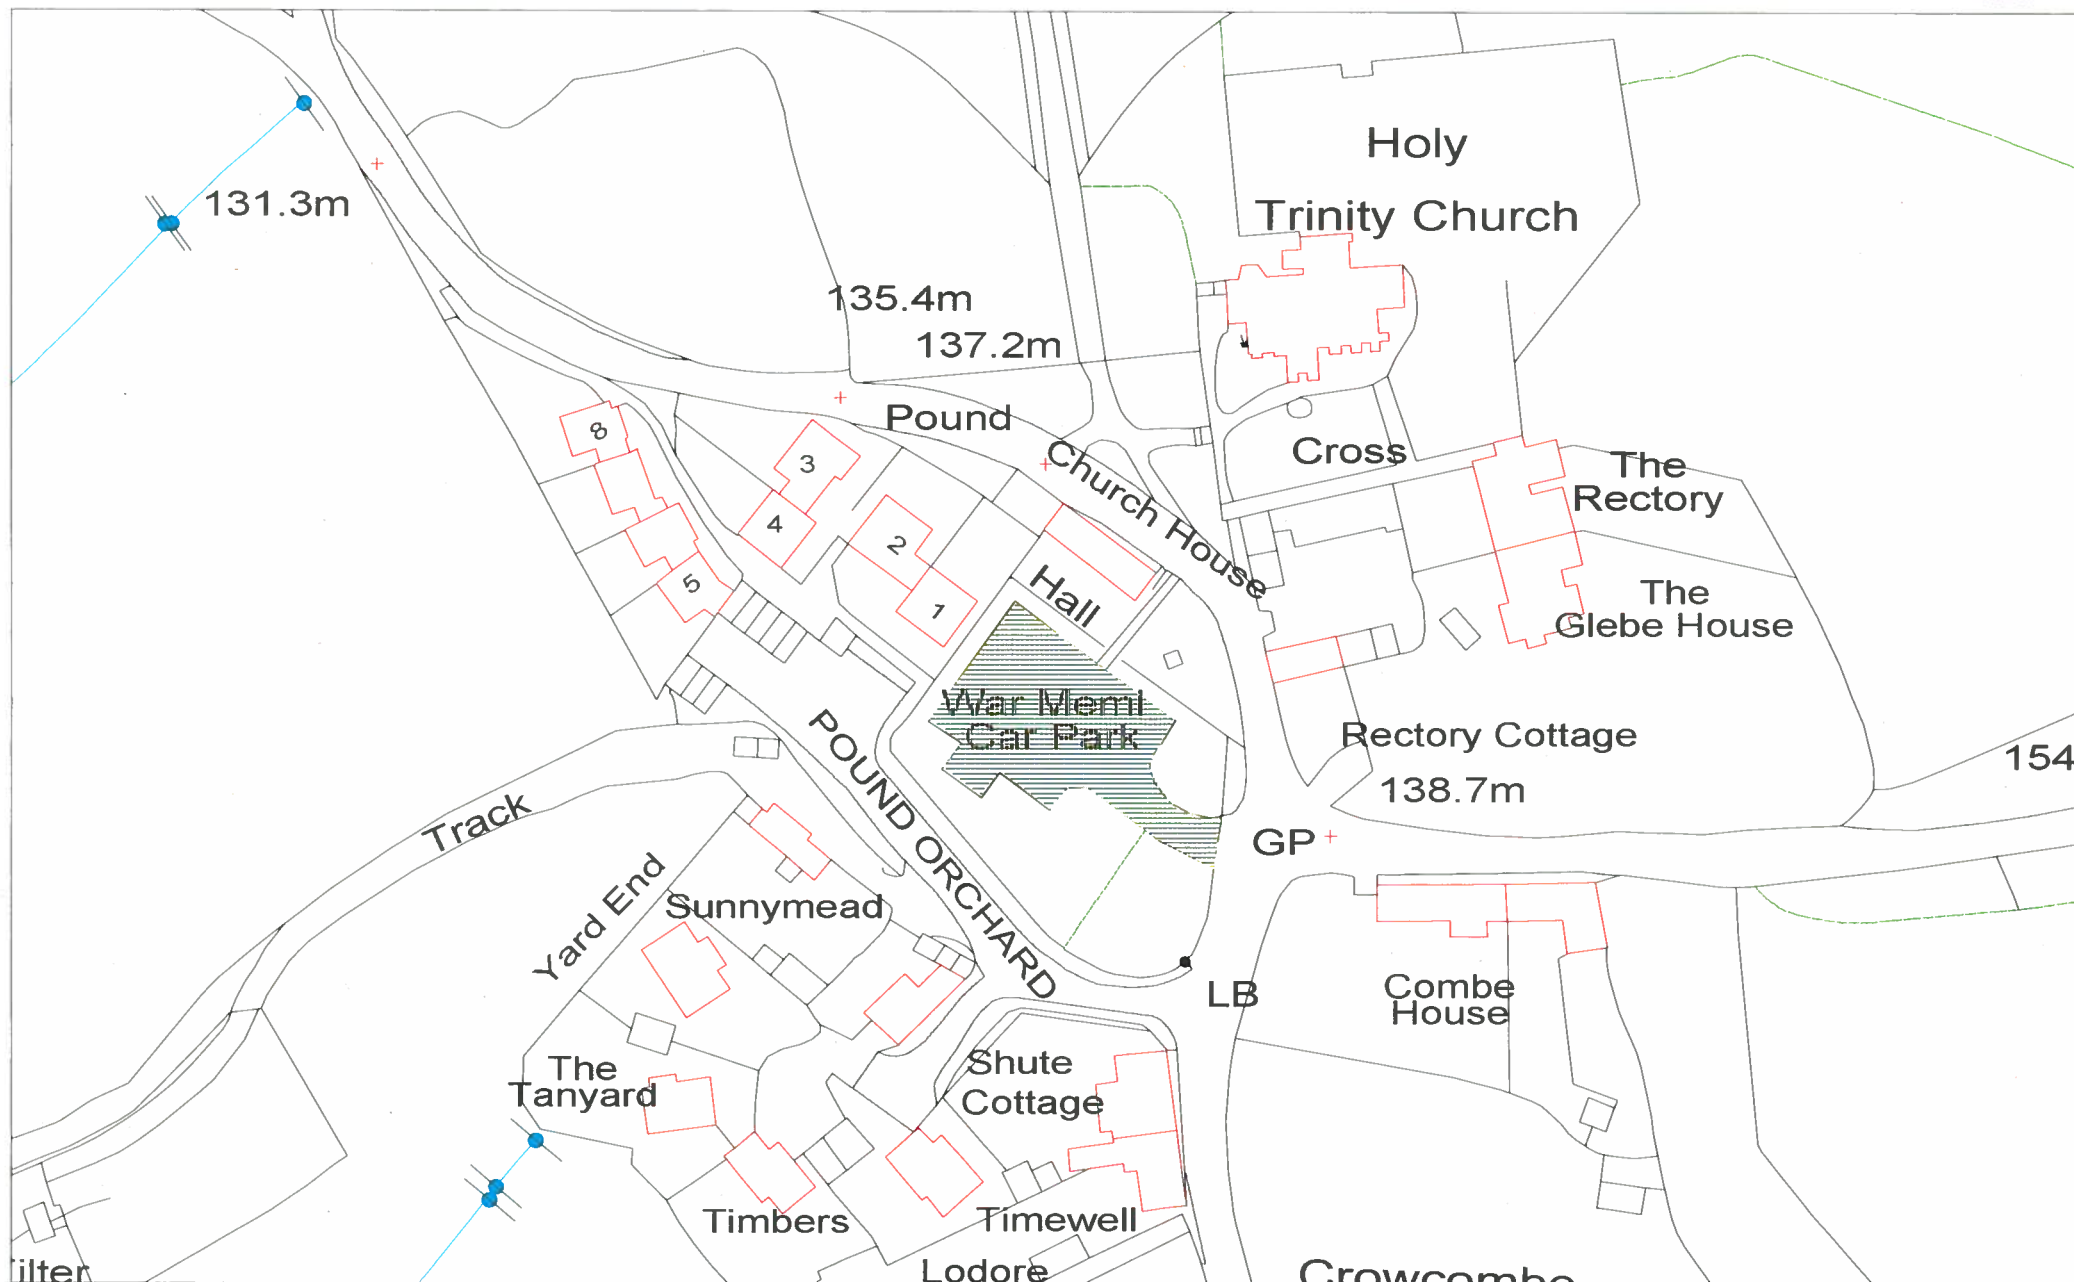 Holy
Trinity Church
131.3m
135.4m
137.2m
Pound
Church House
Cross
The
Rectory
8
3
4
2
5
1
Hall
The
Glebe House
War Meml
Car Park
Rectory Cottage
138.7m
154
POUND ORCHARD
Track
GP
Yard End
Sunnymead
LB
Combe
House
The
Tanyard
Shute
Cottage
Timbers
Timewell
Lodore
ilter
Crowcombe